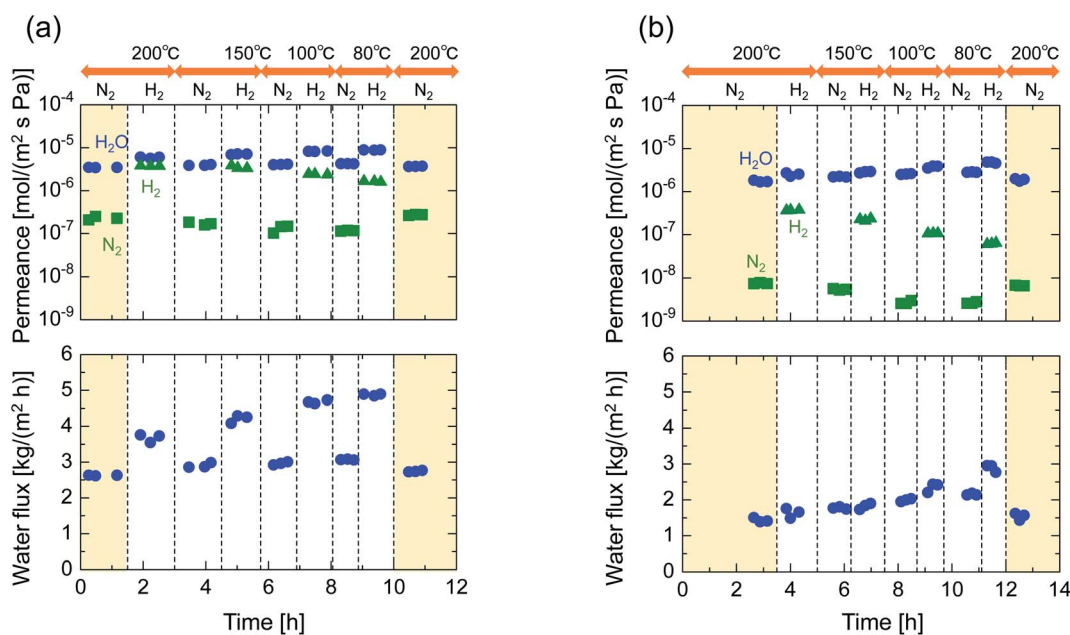 (a)
200℃ 150℃ 100℃ 80℃ 200℃
N₂ H₂ N₂ H₂ N₂ H₂ N₂ H₂ N₂
Permeance [mol/(m² s Pa)]
10⁻⁴
10⁻⁵
10⁻⁶
10⁻⁷
10⁻⁸
10⁻⁹
H₂O
H₂
N₂
Water flux [kg/(m² h)]
6
5
4
3
2
1
0
0 2 4 6 8 10 12
Time [h]
(b)
200℃ 150℃ 100℃ 80℃ 200℃
N₂ H₂ N₂ H₂ N₂ H₂ N₂ H₂ N₂
Permeance [mol/(m² s Pa)]
10⁻⁴
10⁻⁵
10⁻⁶
10⁻⁷
10⁻⁸
10⁻⁹
H₂O
H₂
N₂
Water flux [kg/(m² h)]
6
5
4
3
2
1
0
0 2 4 6 8 10 12 14
Time [h]